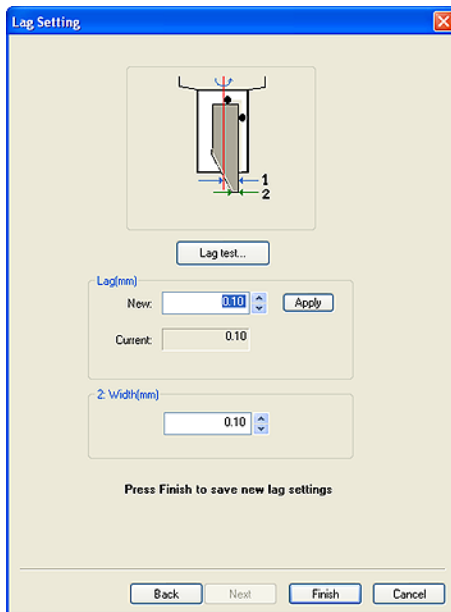 Lag Setting
1
2
Lag test...
Lag(mm)
New: 0.10 Apply
Current: 0.10
2: Width(mm)
0.10
Press Finish to save new lag settings
Back Next Finish Cancel